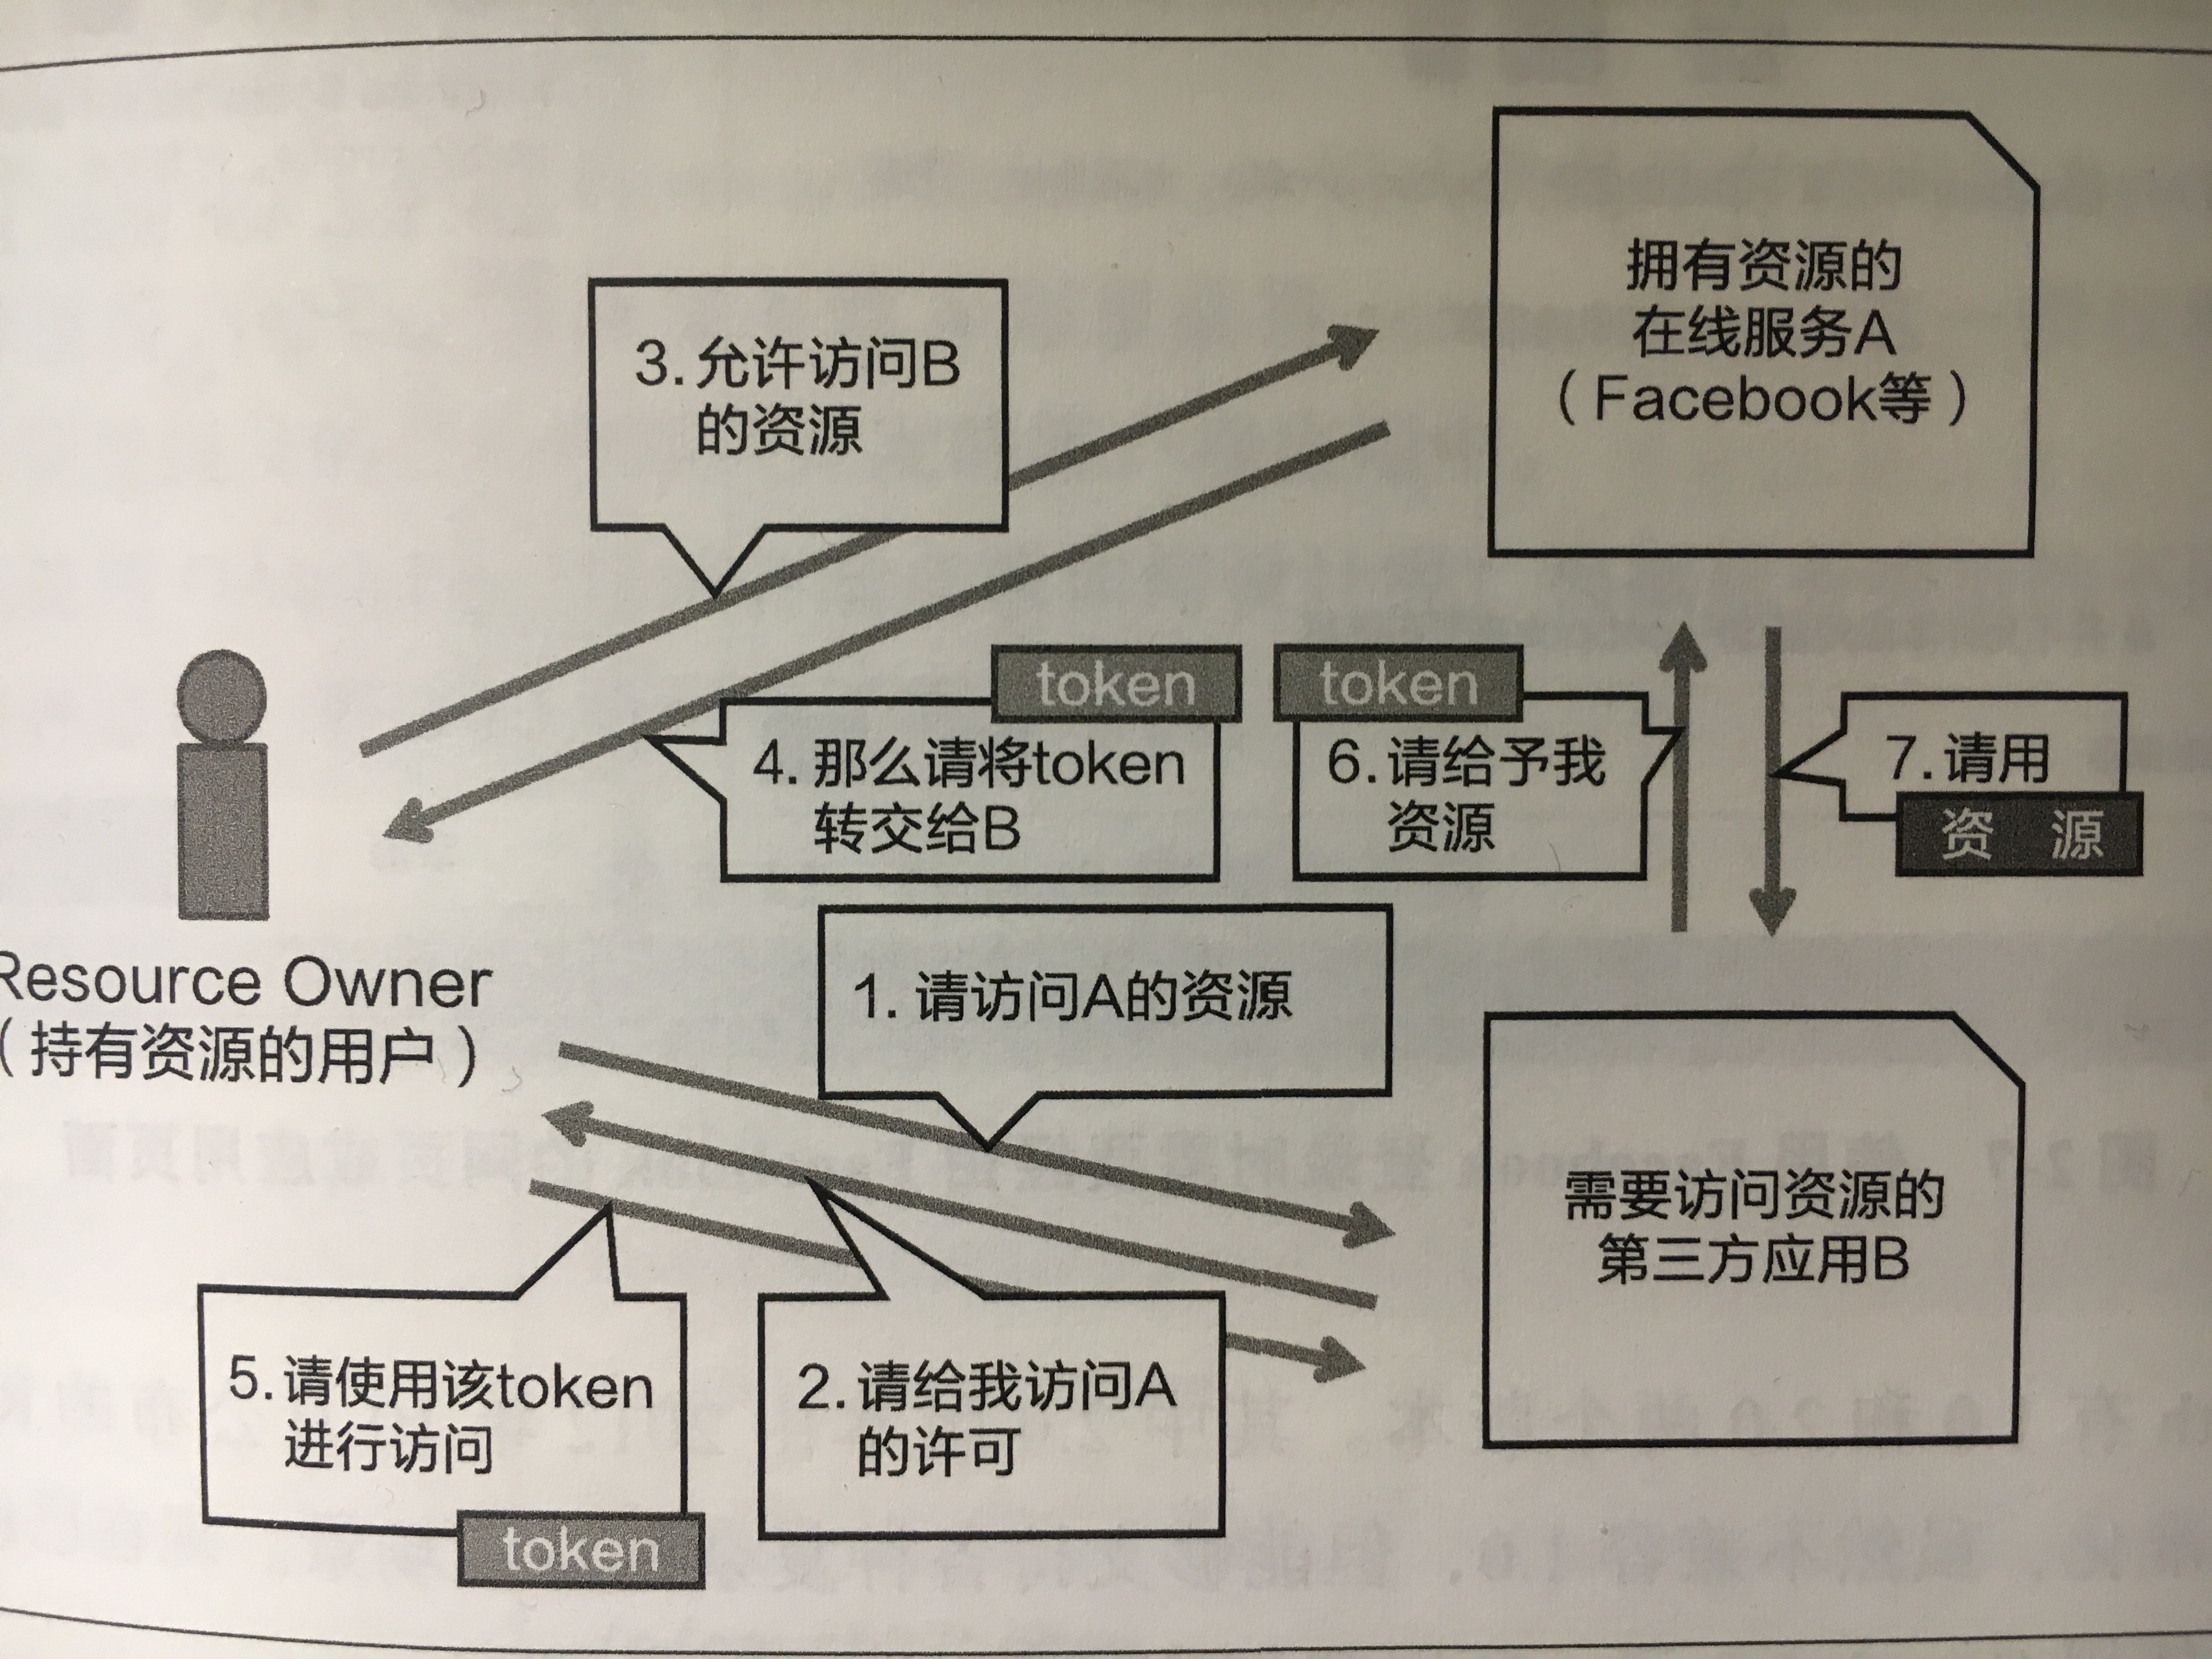 拥有资源的
在线服务A
（Facebook等）
3.允许访问B
的资源
token
4.那么请将token
转交给B
token
6.请给予我
资源
7.请用
资 源
Resource Owner
（持有资源的用户）
1.请访问A的资源
需要访问资源的
第三方应用B
5.请使用该token
进行访问
token
2.请给我访问A
的许可